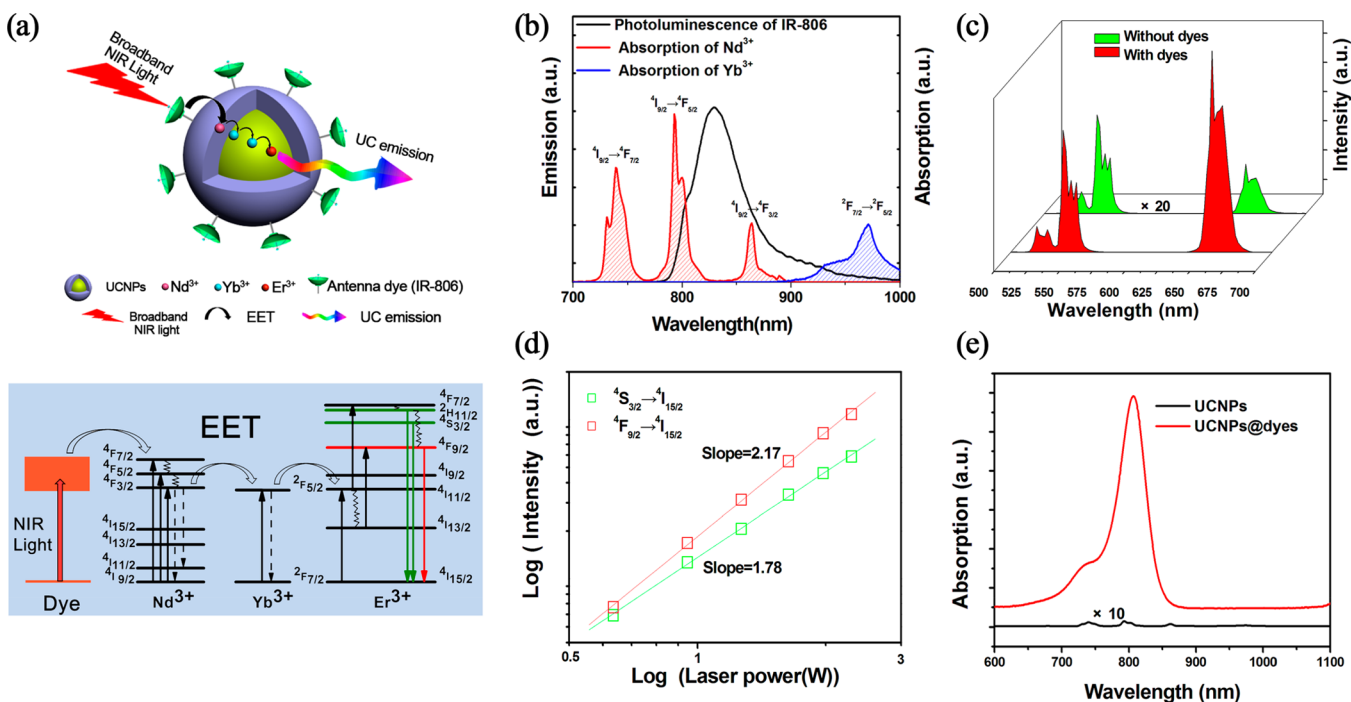 (a)
Broadband
NIR Light
UC emission
UCNPs
Nd³⁺
Yb³⁺
Er³⁺
Antenna dye (IR-806)
Broadband
NIR light
EET
UC emission
EET
NIR
Light
Dye
⁴F₇/₂
⁴F₅/₂
⁴F₃/₂
⁴I₁₅/₂
⁴I₁₃/₂
⁴I₁₁/₂
⁴I₉/₂
Nd³⁺
²F₅/₂
²F₇/₂
Yb³⁺
⁴F₇/₂
²H₁₁/₂
⁴S₃/₂
⁴F₉/₂
⁴I₉/₂
⁴I₁₁/₂
⁴I₁₃/₂
⁴I₁₅/₂
Er³⁺
(b)
Photoluminescence of IR-806
Absorption of Nd³⁺
Absorption of Yb³⁺
⁴I₉/₂→⁴F₇/₂
⁴I₉/₂→⁴F₅/₂
⁴I₉/₂→⁴F₃/₂
²F₇/₂→²F₅/₂
Emission (a.u.)
Absorption (a.u.)
700 800 900 1000
Wavelength(nm)
(c)
Without dyes
With dyes
× 20
Intensity (a.u.)
500 525 550 575 600 625 650 675 700
Wavelength (nm)
(d)
⁴S₃/₂→⁴I₁₅/₂
⁴F₉/₂→⁴I₁₅/₂
Slope=2.17
Slope=1.78
Log ( Intensity (a.u.))
0.5 1 3
Log (Laser power(W))
(e)
UCNPs
UCNPs@dyes
× 10
Absorption (a.u.)
600 700 800 900 1000 1100
Wavelength (nm)